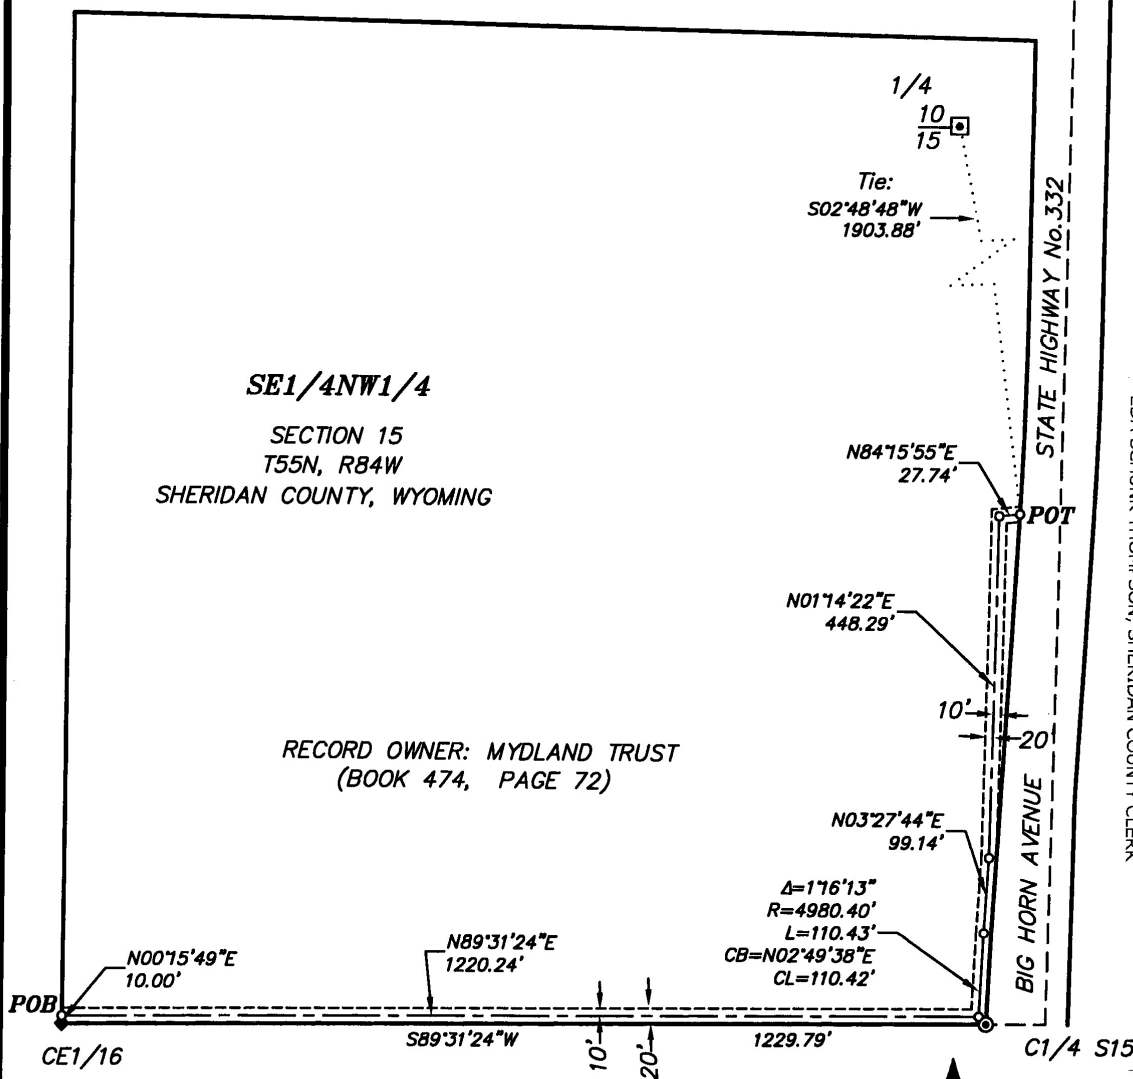 1/4
10
15
Tie:
S02°48'48"W
1903.88'
STATE HIGHWAY No.332
SE1/4NW1/4
SECTION 15
T55N, R84W
SHERIDAN COUNTY, WYOMING
N84°15'55"E
27.74'
POT
N01°14'22"E
448.29'
10'
20'
RECORD OWNER: MYDLAND TRUST
(BOOK 474, PAGE 72)
N03°27'44"E
99.14'
Δ=1°16'13"
R=4980.40'
L=110.43'
CB=N02°49'38"E
CL=110.42'
BIG HORN AVENUE
N00°15'49"E
10.00'
N89°31'24"E
1220.24'
POB
S89°31'24"W
10'
20'
1229.79'
CE1/16
C1/4 S15
SHERIDAN COUNTY CLERK